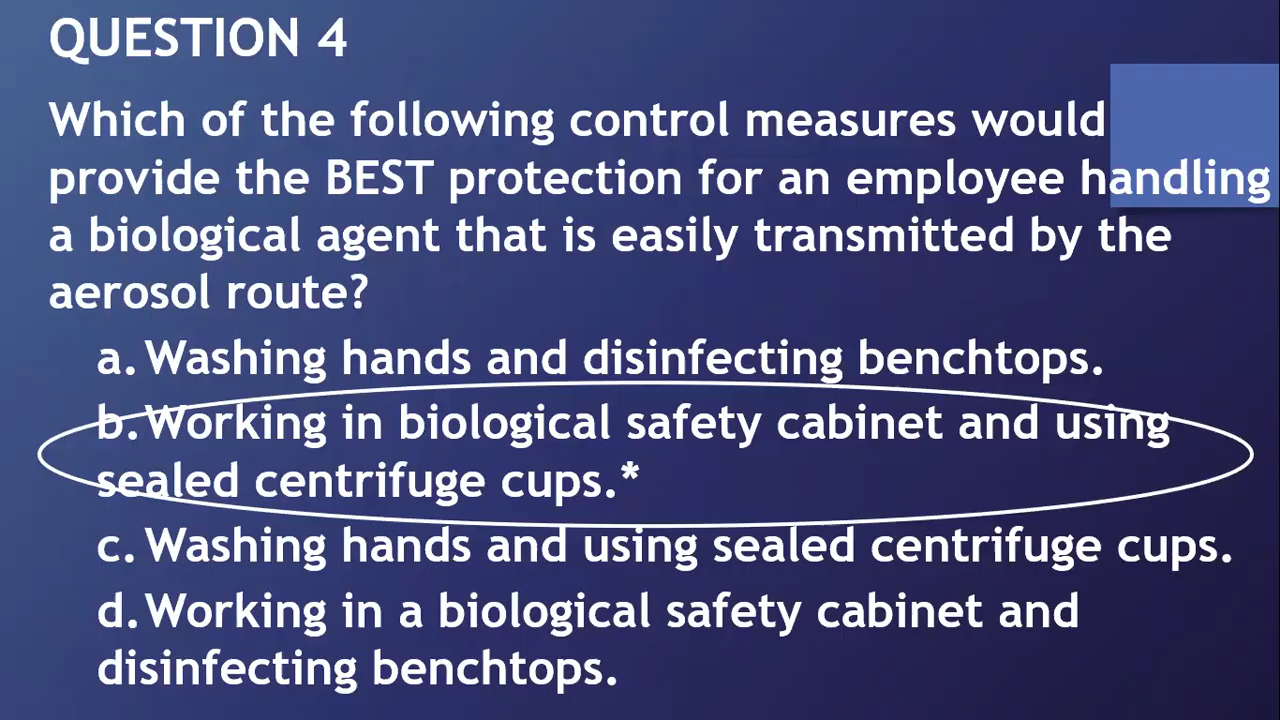 QUESTION 4
Which of the following control measures would
provide the BEST protection for an employee handling
a biological agent that is easily transmitted by the
aerosol route?
a. Washing hands and disinfecting benchtops.
b. Working in biological safety cabinet and using
sealed centrifuge cups.*
c. Washing hands and using sealed centrifuge cups.
d. Working in a biological safety cabinet and
disinfecting benchtops.